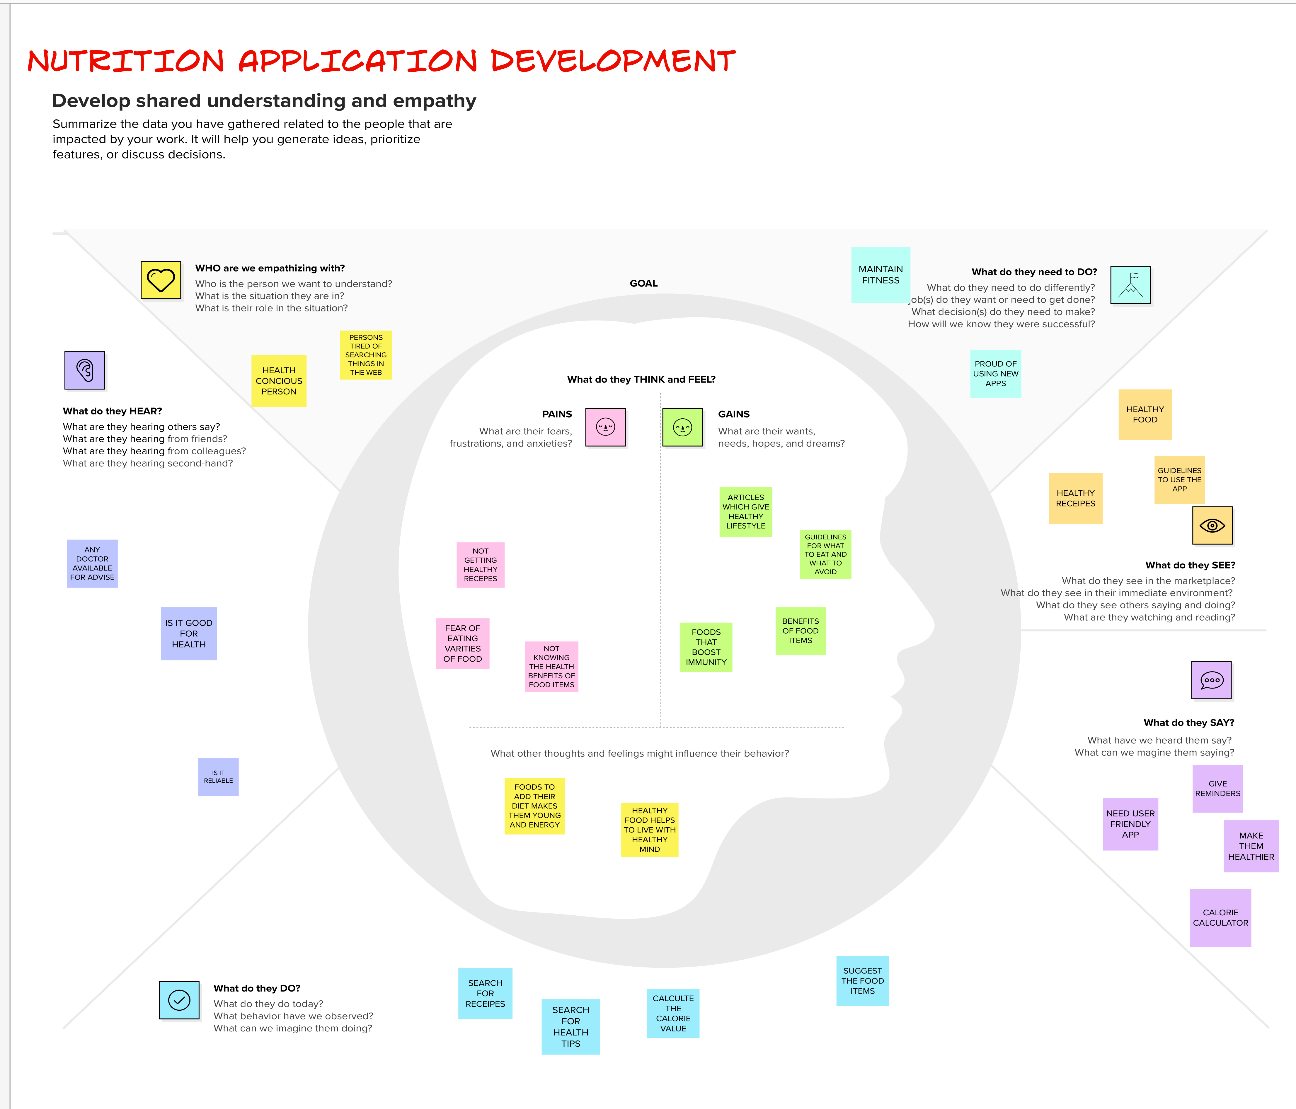 NUTRITION APPLICATION DEVELOPMENT
Develop shared understanding and empathy
Summarize the data you have gathered related to the people that are
impacted by your work. It will help you generate ideas, prioritize
features, or discuss decisions.
WHO are we empathizing with?
Who is the person we want to understand?
What is the situation they are in?
What is their role in the situation?
HEALTH
CONCIOUS
PERSON
PERSONS
TIRED OF
SEARCHING
THINGS IN
THE WEB
GOAL
MAINTAIN
FITNESS
What do they need to DO?
What do they need to do differently?
job(s) do they want or need to get done?
What decision(s) do they need to make?
How will we know they were successful?
PROUD OF
USING NEW
APPS
What do they HEAR?
What are they hearing others say?
What are they hearing from friends?
What are they hearing from colleagues?
What are they hearing second-hand?
ANY
DOCTOR
AVAILABLE
FOR ADVISE
IS IT GOOD
FOR
HEALTH
IS IT
RELIABLE
What do they THINK and FEEL?
PAINS
What are their fears,
frustrations, and anxieties?
GAINS
What are their wants,
needs, hopes, and dreams?
NOT
GETTING
HEALTHY
RECEPES
FEAR OF
EATING
VARITIES
OF FOOD
NOT
KNOWING
THE HEALTH
BENEFITS OF
FOOD ITEMS
ARTICLES
WHICH GIVE
HEALTHY
LIFESTYLE
GUIDELINES
FOR WHAT
TO EAT AND
WHAT TO
AVOID
FOODS
THAT
BOOST
IMMUNITY
BENEFITS
OF FOOD
ITEMS
What other thoughts and feelings might influence their behavior?
FOODS TO
ADD THEIR
DIET MAKES
THEM YOUNG
AND ENERGY
HEALTHY
FOOD HELPS
TO LIVE WITH
HEALTHY
MIND
HEALTHY
FOOD
HEALTHY
RECEIPES
GUIDELINES
TO USE THE
APP
What do they SEE?
What do they see in the marketplace?
What do they see in their immediate environment?
What do they see others saying and doing?
What are they watching and reading?
What do they SAY?
What have we heard them say?
What can we magine them saying?
GIVE
REMINDERS
NEED USER
FRIENDLY
APP
MAKE
THEM
HEALTHIER
CALORIE
CALCULATOR
What do they DO?
What do they do today?
What behavior have we observed?
What can we imagine them doing?
SEARCH
FOR
RECEIPES
SEARCH
FOR
HEALTH
TIPS
CALCULTE
THE
CALORIE
VALUE
SUGGEST
THE FOOD
ITEMS